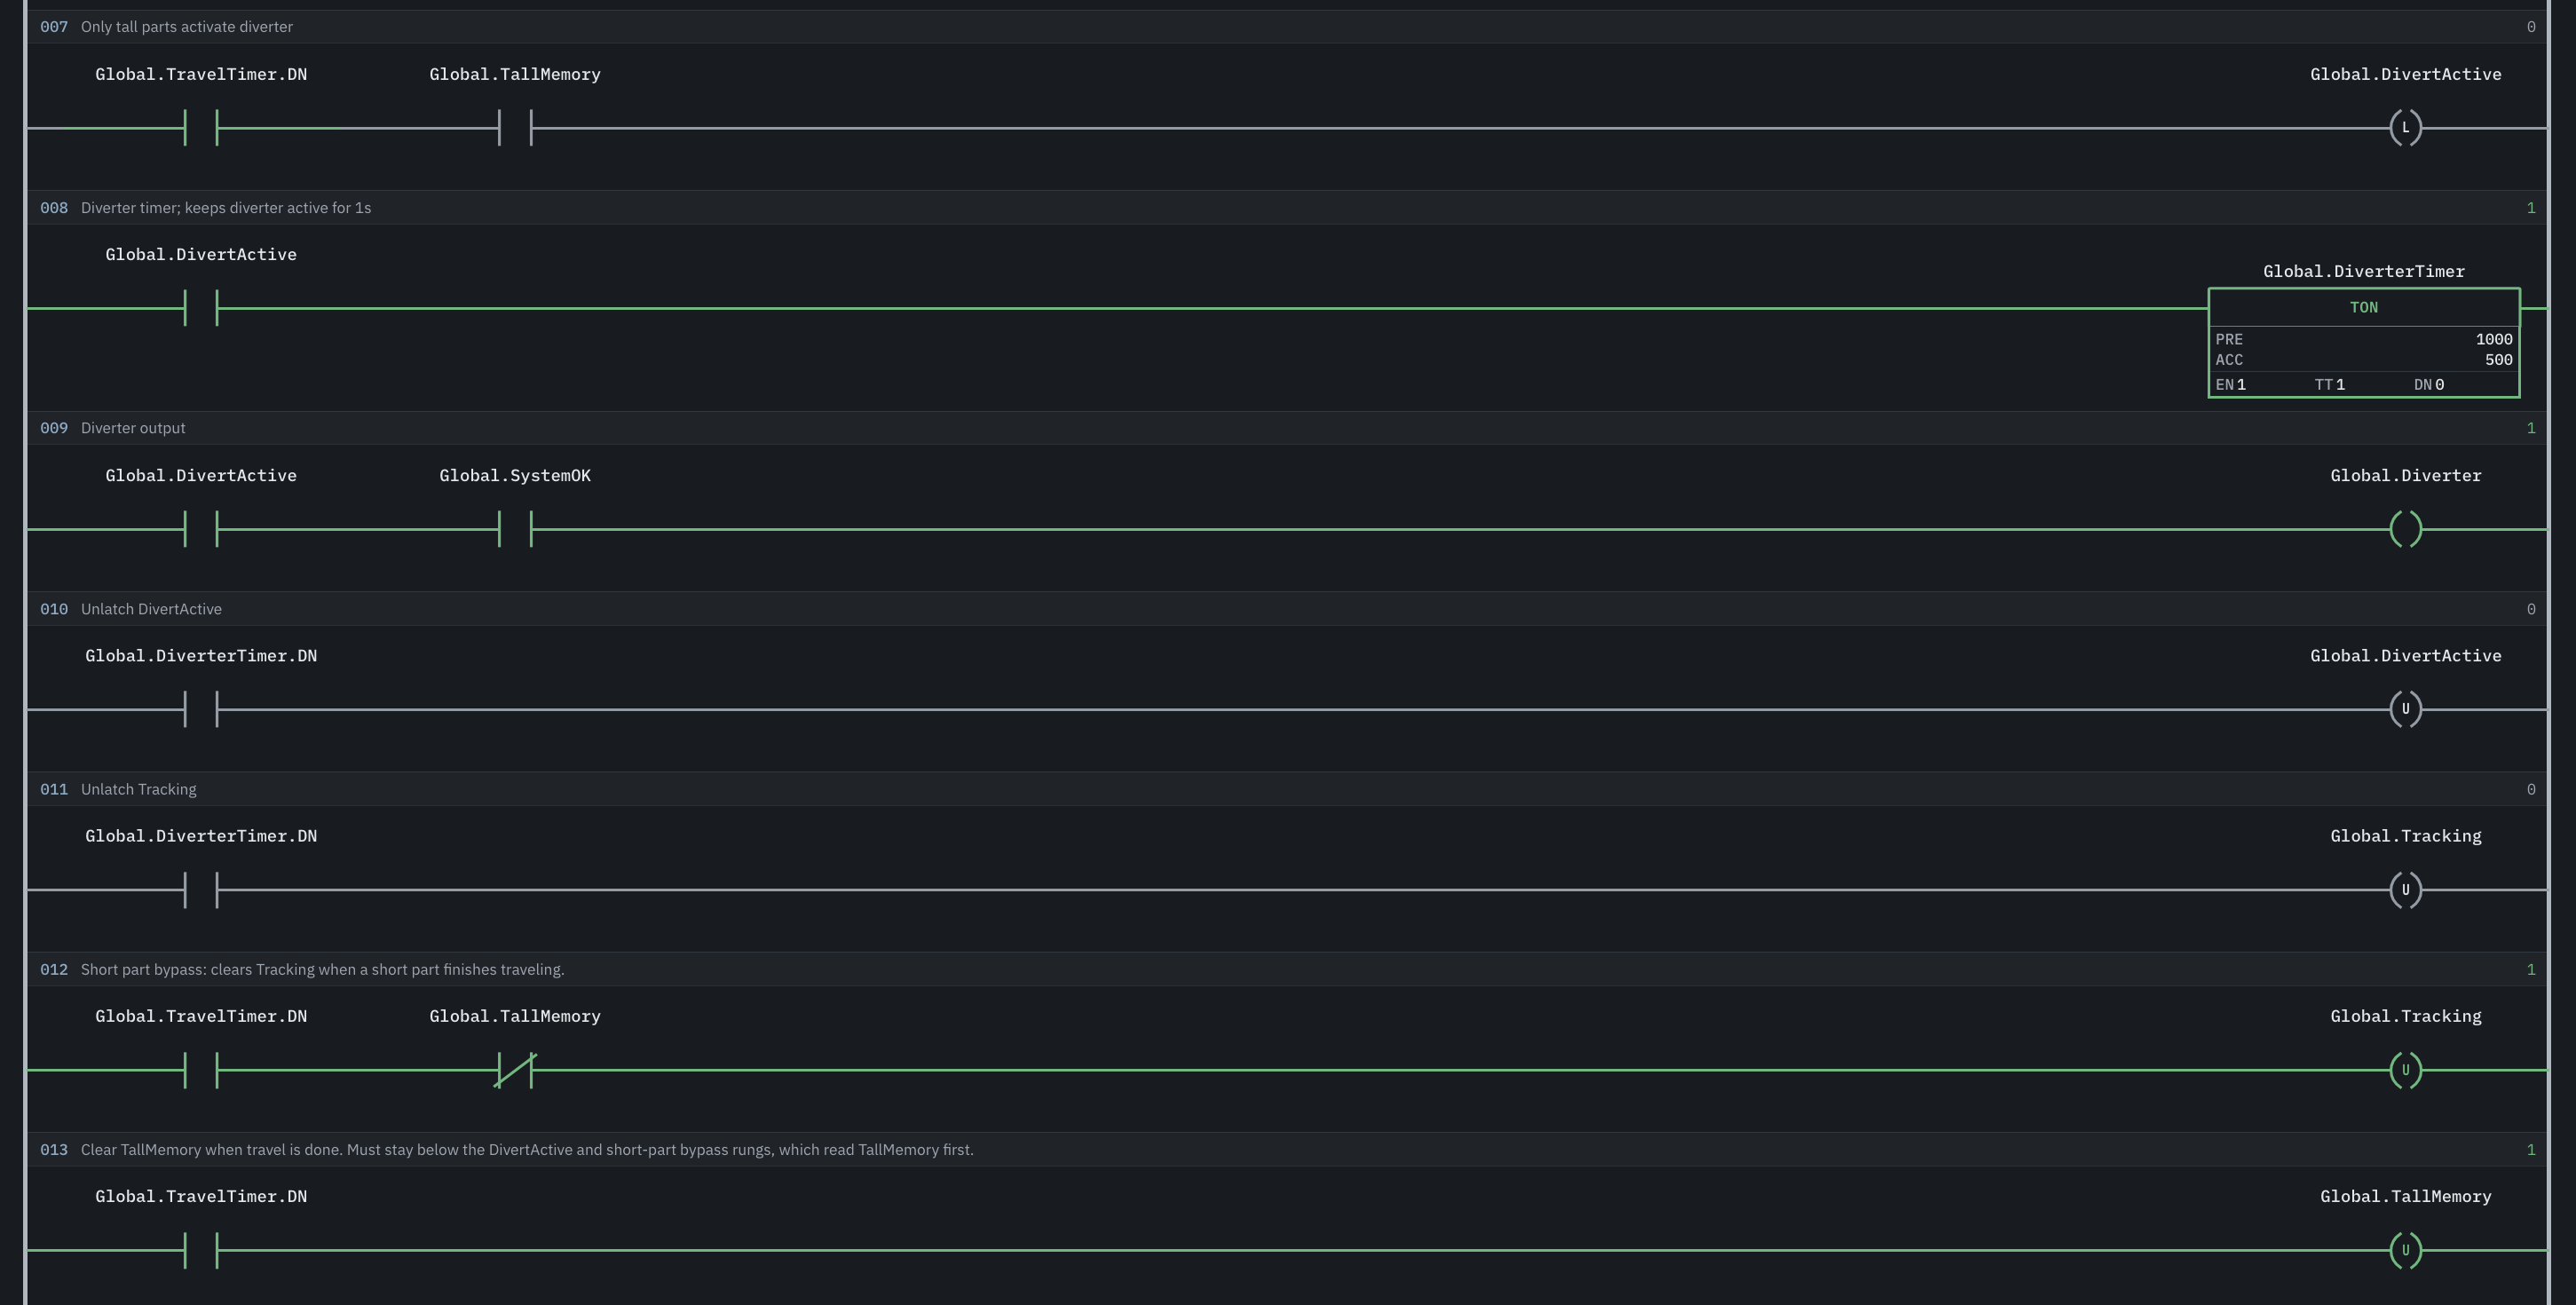 007 Only tall parts activate diverter 0
Global.TravelTimer.DN Global.TallMemory Global.DivertActive
L
008 Diverter timer; keeps diverter active for 1s 1
Global.DivertActive
Global.DiverterTimer
TON
PRE 1000
ACC 500
EN 1 TT 1 DN 0
009 Diverter output 1
Global.DivertActive Global.SystemOK Global.Diverter
010 Unlatch DivertActive 0
Global.DiverterTimer.DN Global.DivertActive
U
011 Unlatch Tracking 0
Global.DiverterTimer.DN Global.Tracking
U
012 Short part bypass: clears Tracking when a short part finishes traveling. 1
Global.TravelTimer.DN Global.TallMemory Global.Tracking
U
013 Clear TallMemory when travel is done. Must stay below the DivertActive and short-part bypass rungs, which read TallMemory first. 1
Global.TravelTimer.DN Global.TallMemory
U